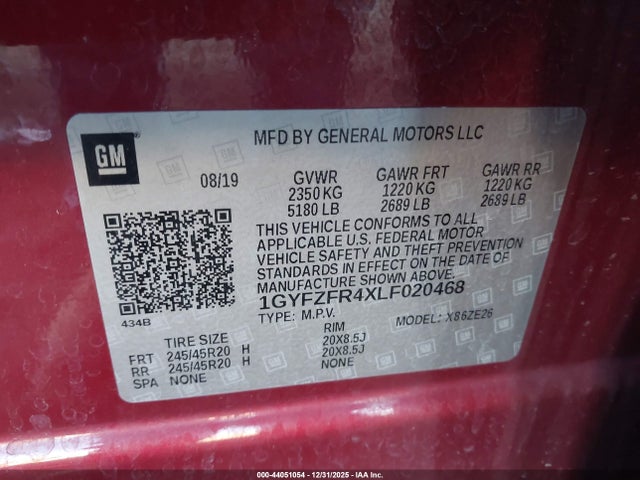 GM
MFD BY GENERAL MOTORS LLC
08/19 GVWR GAWR FRT GAWR RR
2350 KG 1220 KG 1220 KG
5180 LB 2689 LB 2689 LB
THIS VEHICLE CONFORMS TO ALL
APPLICABLE U.S. FEDERAL MOTOR
VEHICLE SAFETY AND THEFT PREVENTION
STANDARDS IN EFFECT ON THE DATE OF
MANUFACTURE SHOWN ABOVE.
1GYFZFR4XLF020468
434B
TYPE: M.P.V. MODEL: X86ZE26
TIRE SIZE RIM
FRT 245/45R20 H 20X8.5J
RR 245/45R20 H 20X8.5J
SPA NONE NONE
000-44051054 - 12/31/2025 - IAA Inc.